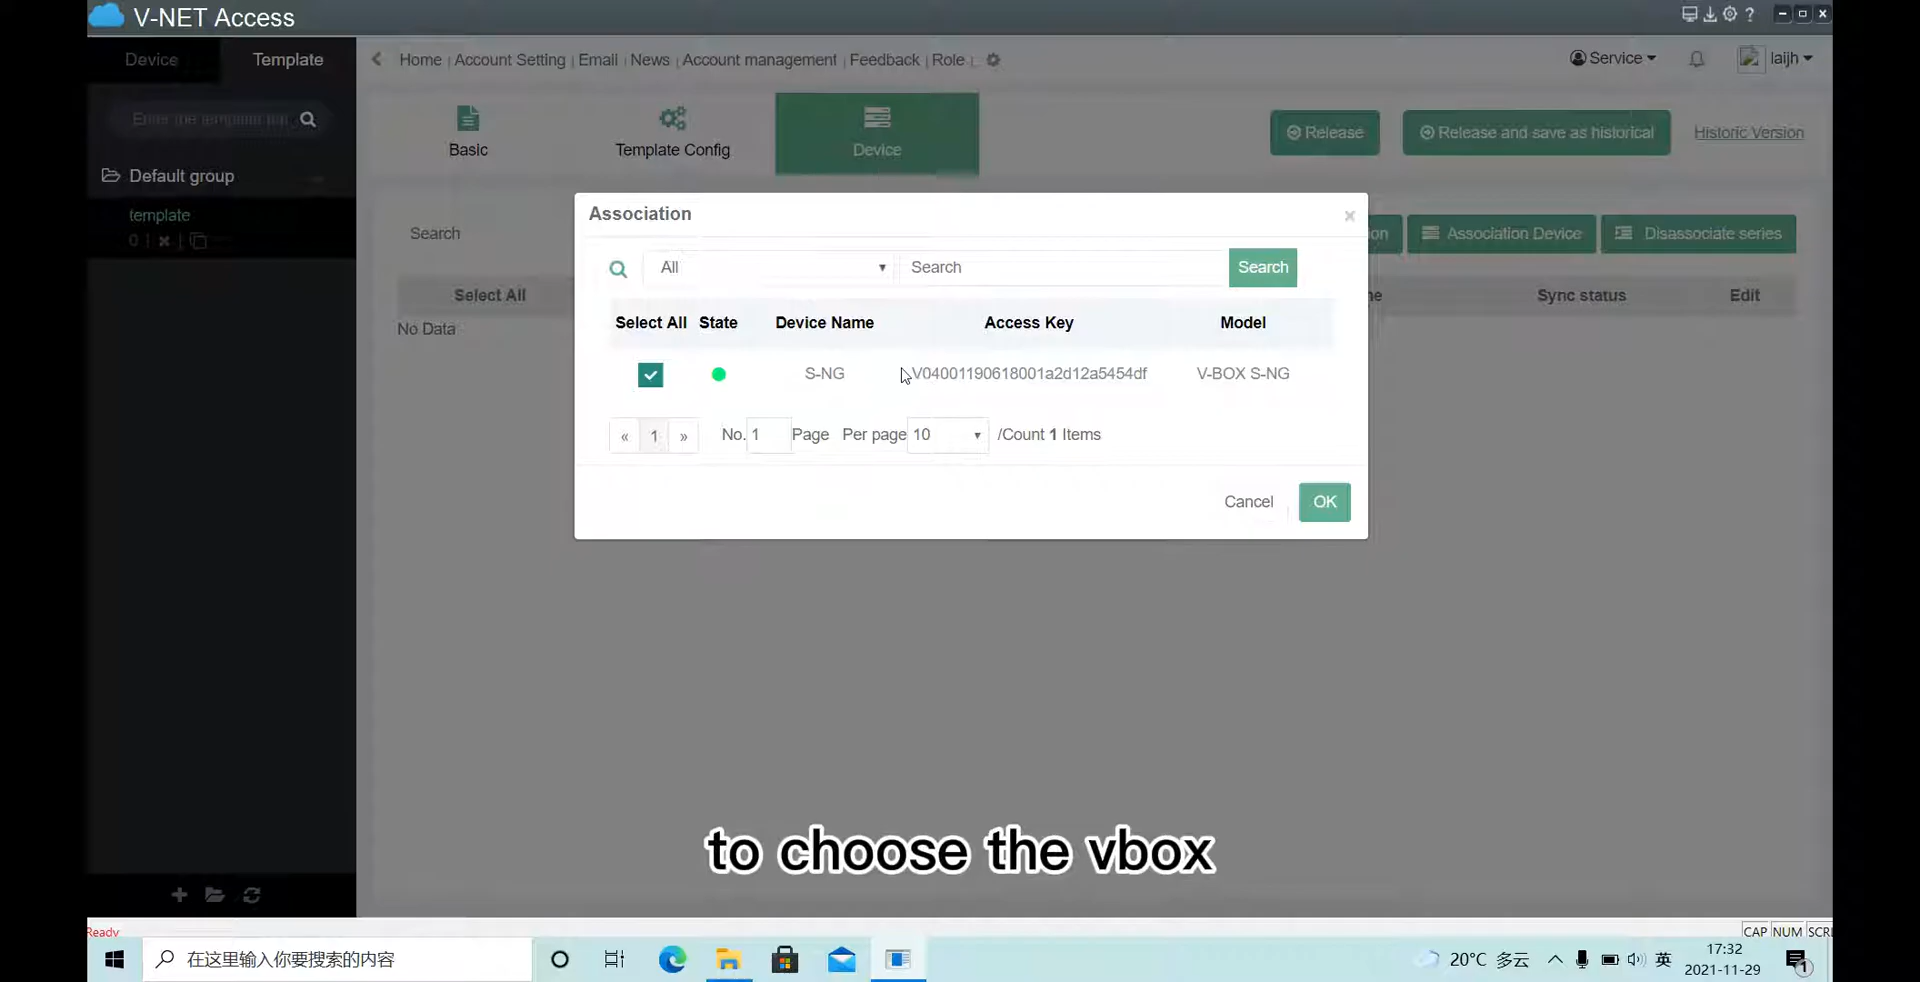 V-NET Access
Device Template
Default group
template
0
Home Account Setting Email News Account management Feedback Role
Service laijh
Basic
Template Config
Device
Release
Release and save as historical
Historic Version
Search
Association Device
Disassociate series
Select All
Sync status Edit
No Data
Association
All Search Search
Select All State Device Name Access Key Model
S-NG V04001190618001a2d12a5454df V-BOX S-NG
« 1 » No. 1 Page Per page 10 /Count 1 Items
Cancel OK
to choose the vbox
Ready
CAP NUM SCRL
在这里输入你要搜索的内容
20°C 多云
英
17:32
2021-11-29
1